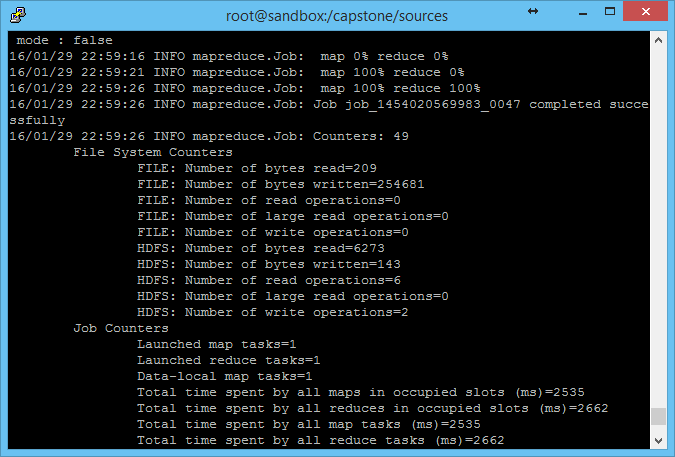 root@sandbox:/capstone/sources
mode : false
16/01/29 22:59:16 INFO mapreduce.Job:  map 0% reduce 0%
16/01/29 22:59:21 INFO mapreduce.Job:  map 100% reduce 0%
16/01/29 22:59:26 INFO mapreduce.Job:  map 100% reduce 100%
16/01/29 22:59:26 INFO mapreduce.Job: Job job_1454020569983_0047 completed succe
ssfully
16/01/29 22:59:26 INFO mapreduce.Job: Counters: 49
File System Counters
FILE: Number of bytes read=209
FILE: Number of bytes written=254681
FILE: Number of read operations=0
FILE: Number of large read operations=0
FILE: Number of write operations=0
HDFS: Number of bytes read=6273
HDFS: Number of bytes written=143
HDFS: Number of read operations=6
HDFS: Number of large read operations=0
HDFS: Number of write operations=2
Job Counters
Launched map tasks=1
Launched reduce tasks=1
Data-local map tasks=1
Total time spent by all maps in occupied slots (ms)=2535
Total time spent by all reduces in occupied slots (ms)=2662
Total time spent by all map tasks (ms)=2535
Total time spent by all reduce tasks (ms)=2662